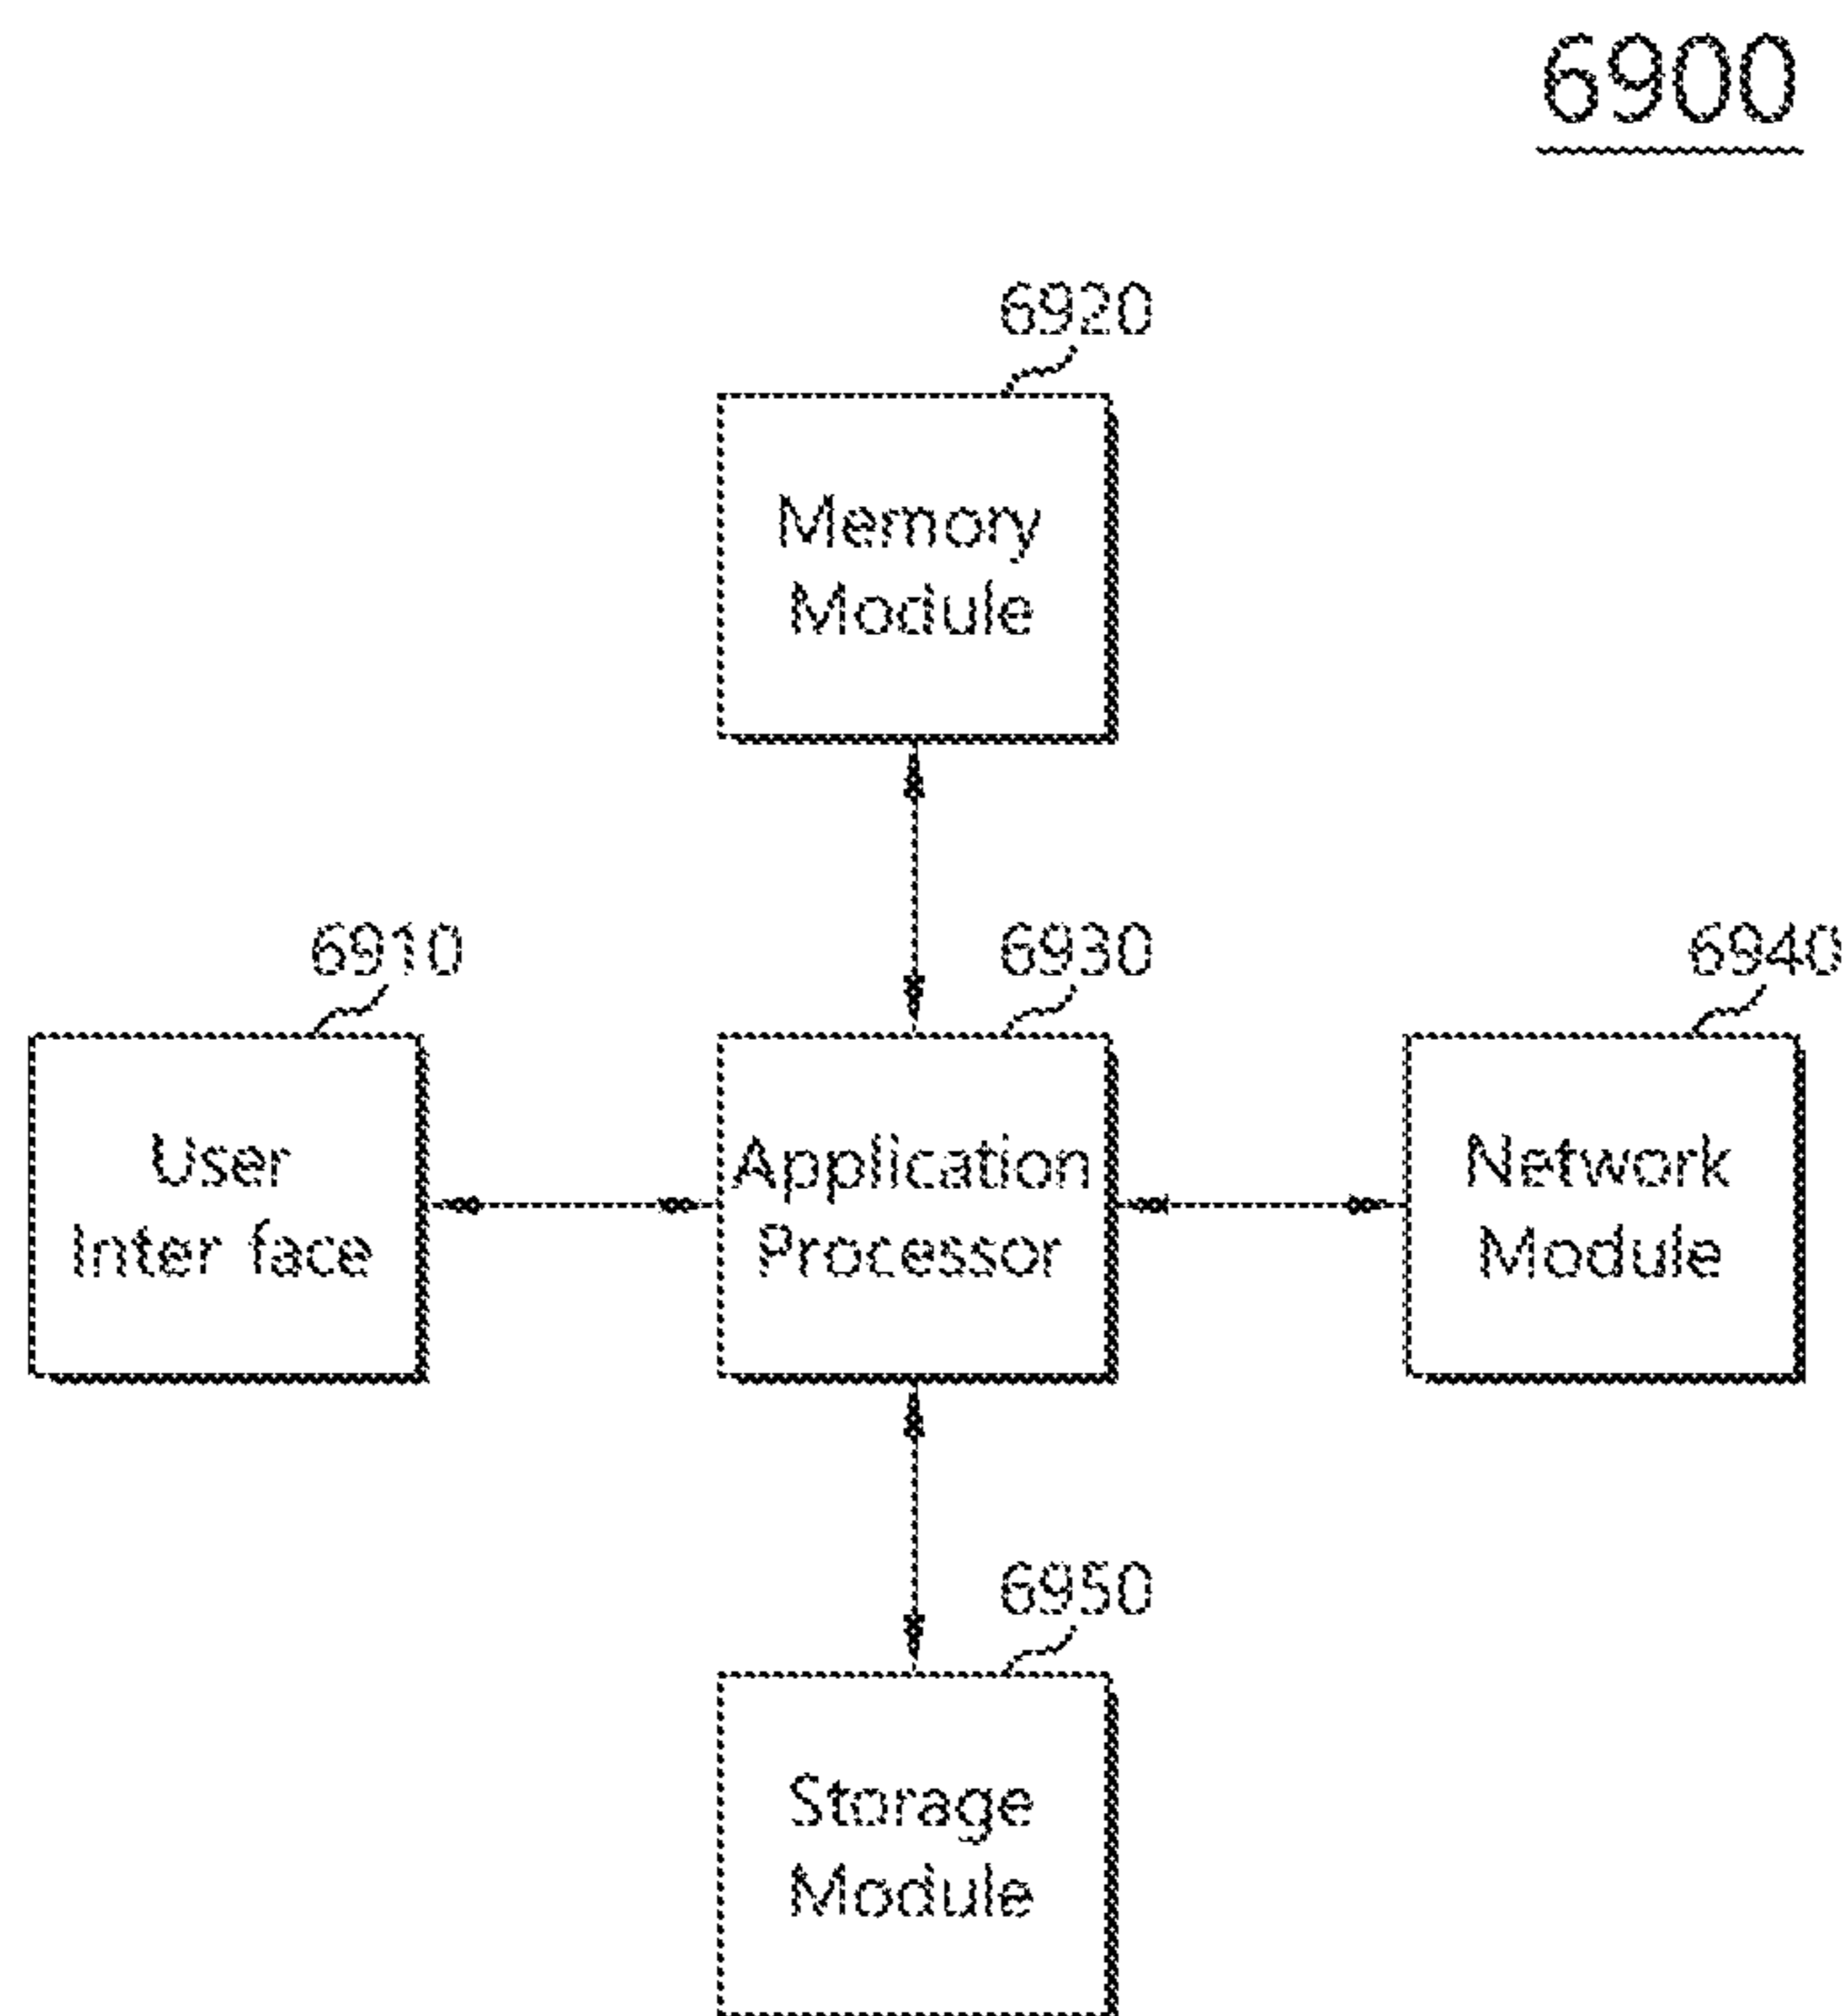 6900
6920
Memory
Module
6910
6930
6940
User
Inter face
Application
Processor
Network
Module
6950
Storage
Module